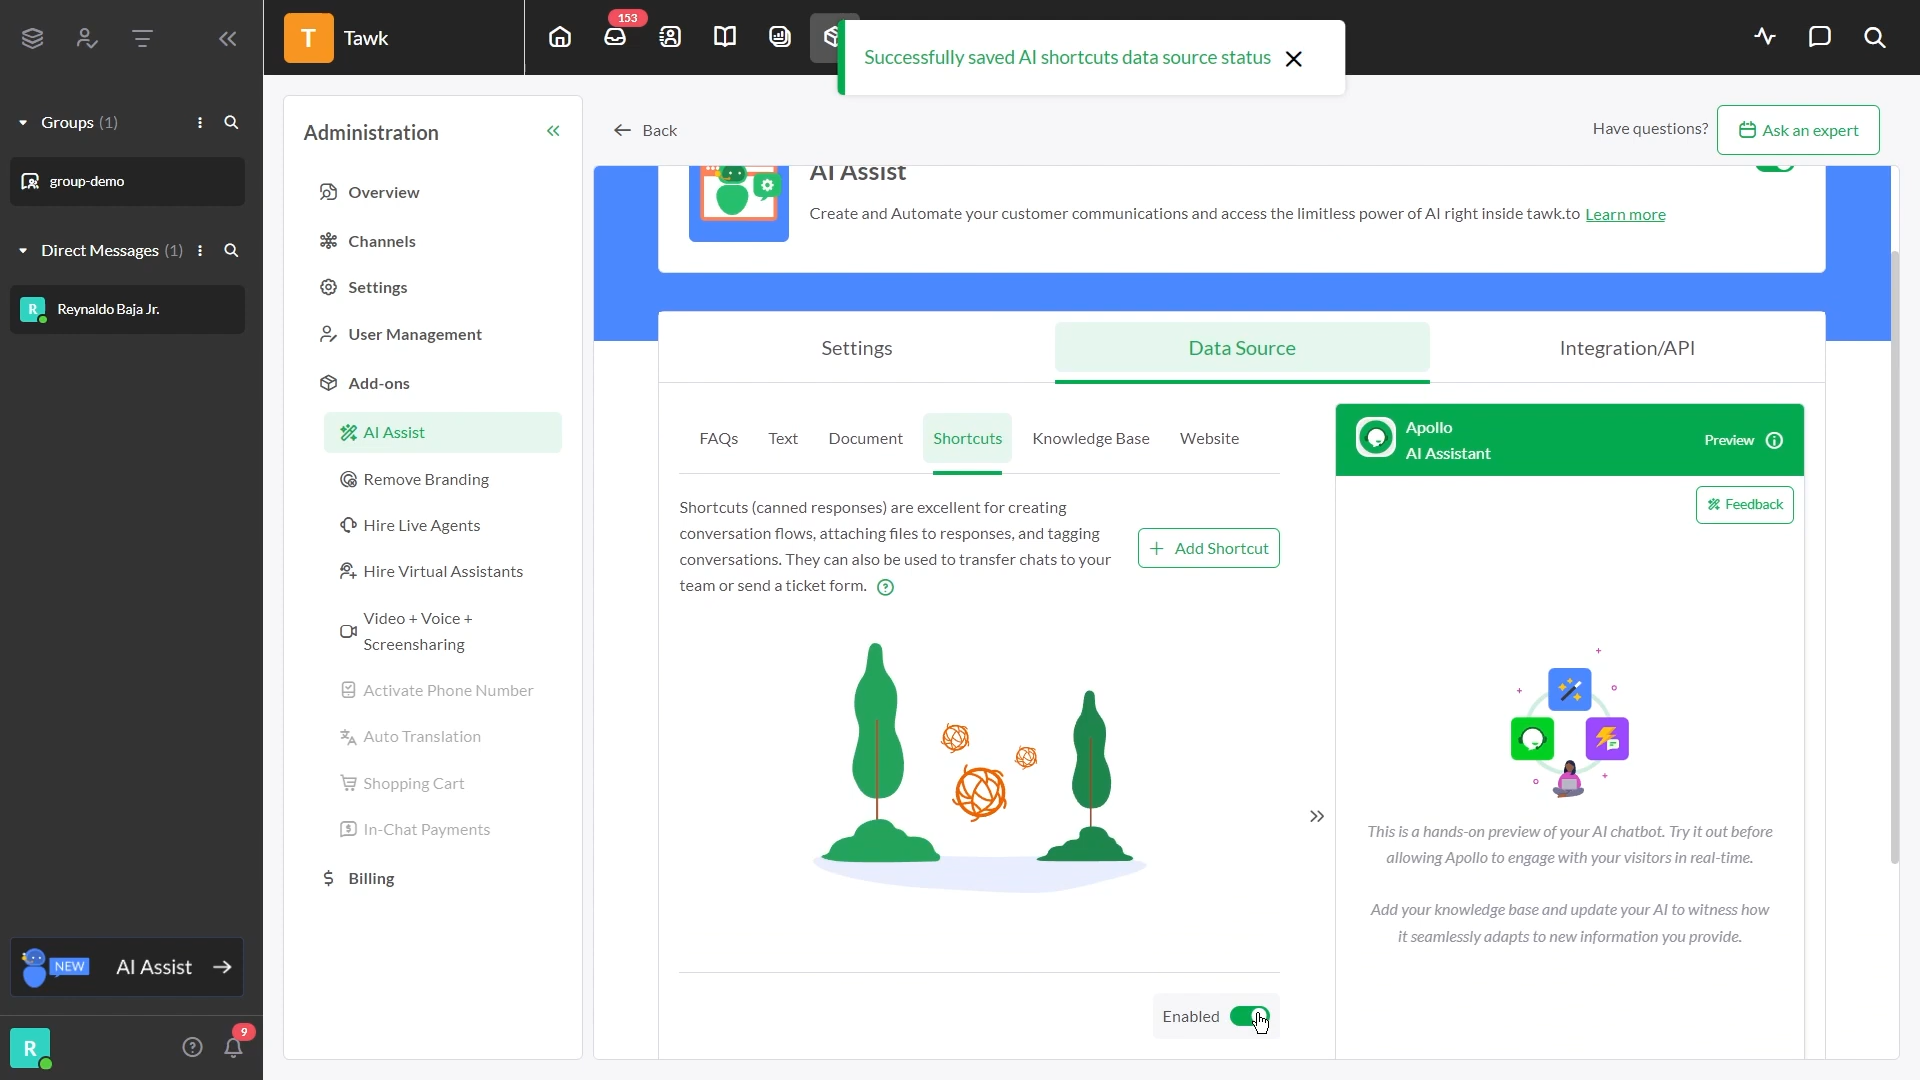 T
Tawk
153
Successfully saved AI shortcuts data source status
Groups (1)
group-demo
Direct Messages (1)
R
Reynaldo Baja Jr.
NEW
AI Assist
R
9
Administration
Overview
Channels
Settings
User Management
Add-ons
AI Assist
Remove Branding
Hire Live Agents
Hire Virtual Assistants
Video + Voice +
Screensharing
Activate Phone Number
Auto Translation
Shopping Cart
In-Chat Payments
$ Billing
Back
Have questions?
Ask an expert
AI Assist
Create and Automate your customer communications and access the limitless power of AI right inside tawk.to Learn more
Settings
Data Source
Integration/API
FAQs
Text
Document
Shortcuts
Knowledge Base
Website
Shortcuts (canned responses) are excellent for creating
conversation flows, attaching files to responses, and tagging
conversations. They can also be used to transfer chats to your
team or send a ticket form.
+ Add Shortcut
Enabled
Apollo
AI Assistant
Preview
Feedback
This is a hands-on preview of your AI chatbot. Try it out before
allowing Apollo to engage with your visitors in real-time.
Add your knowledge base and update your AI to witness how
it seamlessly adapts to new information you provide.